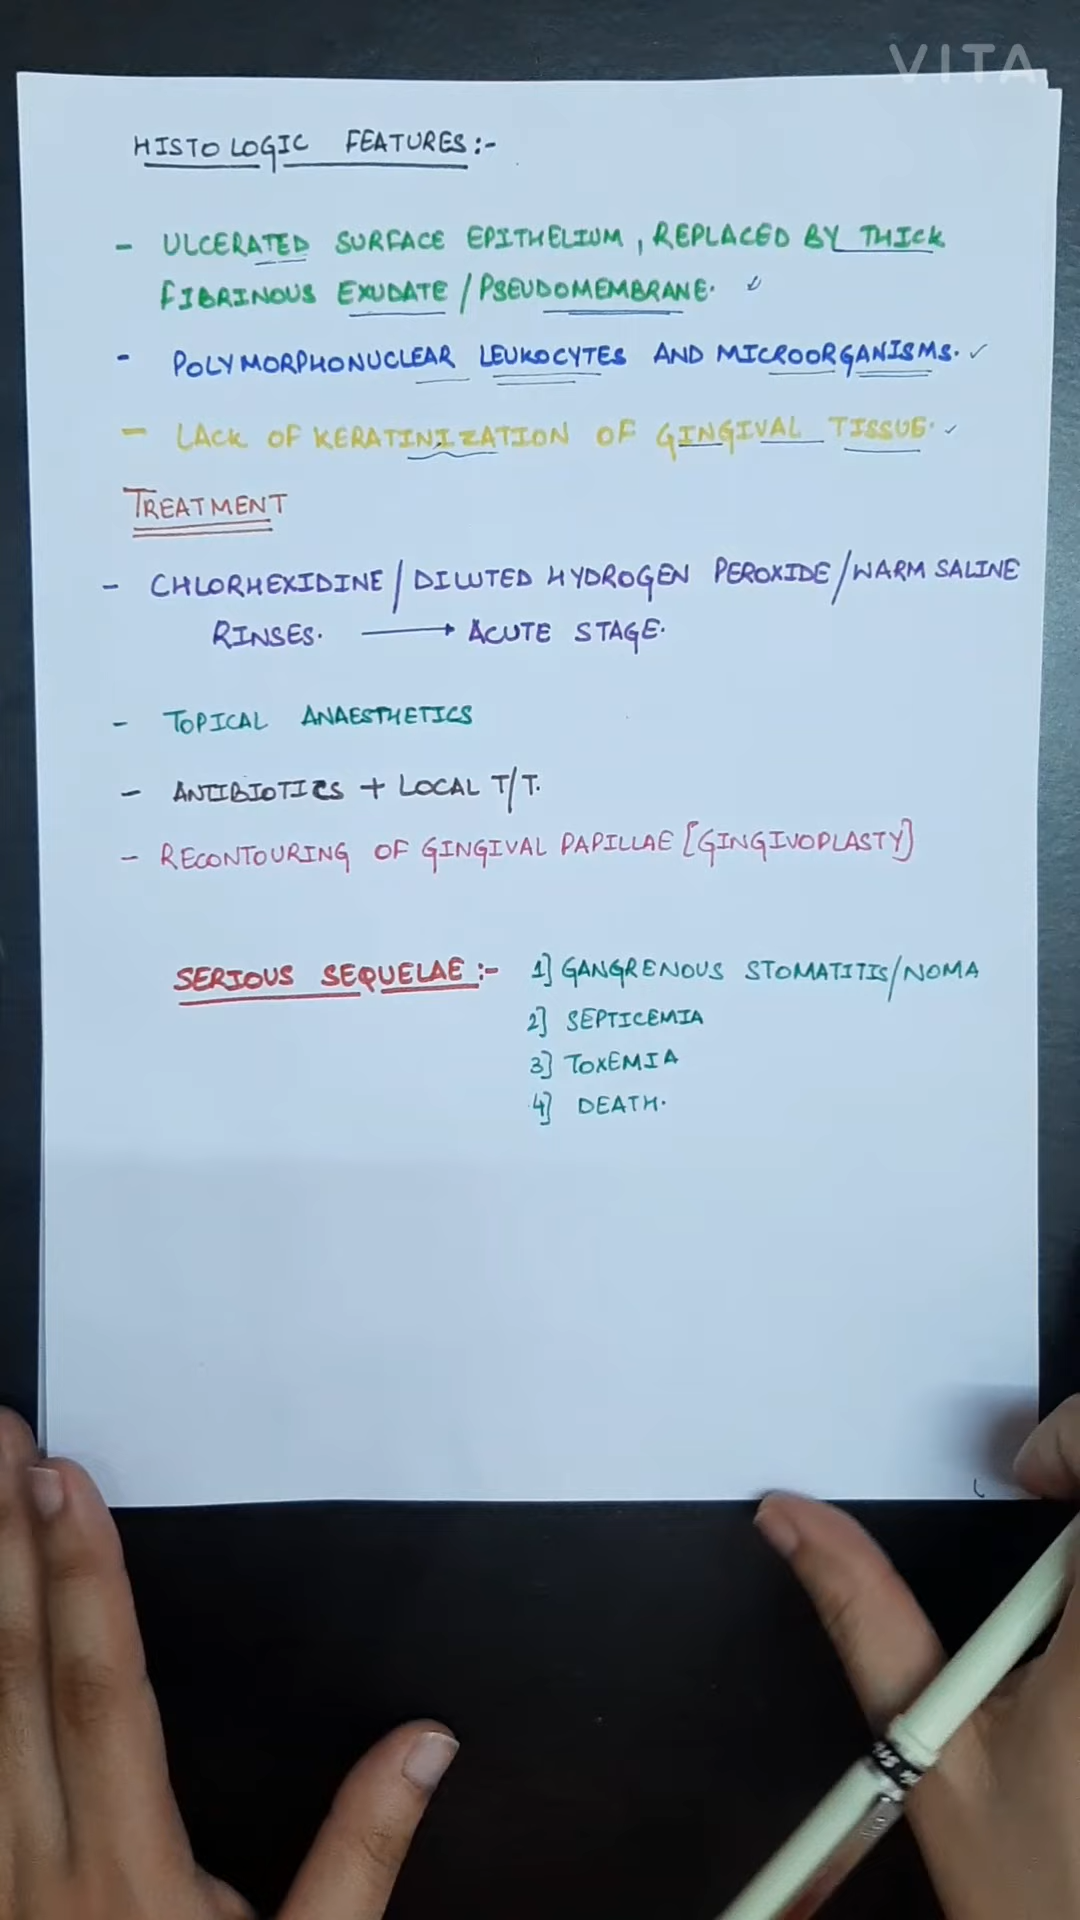 VITA
HISTOLOGIC FEATURES:-
- ULCERATED SURFACE EPITHELIUM, REPLACED BY THICK
FIBRINOUS EXUDATE/PSEUDOMEMBRANE.
- POLYMORPHONUCLEAR LEUKOCYTES AND MICROORGANISMS.
- LACK OF KERATINIZATION OF GINGIVAL TISSUE.
TREATMENT
- CHLORHEXIDINE/DILUTED HYDROGEN PEROXIDE/WARM SALINE
RINSES. → ACUTE STAGE.
- TOPICAL ANAESTHETICS
- ANTIBIOTICS + LOCAL T/T.
- RECONTOURING OF GINGIVAL PAPILLAE [GINGIVOPLASTY]
SERIOUS SEQUELAE:- 1] GANGRENOUS STOMATITIS/NOMA
2] SEPTICEMIA
3] TOXEMIA
4] DEATH.